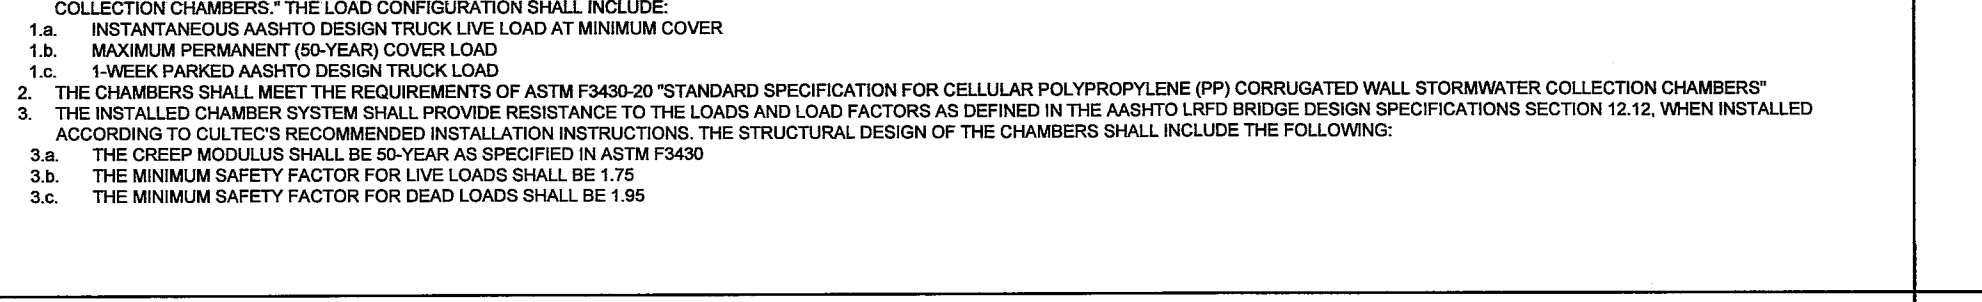 COLLECTION CHAMBERS." THE LOAD CONFIGURATION SHALL INCLUDE:
1.a. INSTANTANEOUS AASHTO DESIGN TRUCK LIVE LOAD AT MINIMUM COVER
1.b. MAXIMUM PERMANENT (50-YEAR) COVER LOAD
1.c. 1-WEEK PARKED AASHTO DESIGN TRUCK LOAD
2. THE CHAMBERS SHALL MEET THE REQUIREMENTS OF ASTM F3430-20 "STANDARD SPECIFICATION FOR CELLULAR POLYPROPYLENE (PP) CORRUGATED WALL STORMWATER COLLECTION CHAMBERS"
3. THE INSTALLED CHAMBER SYSTEM SHALL PROVIDE RESISTANCE TO THE LOADS AND LOAD FACTORS AS DEFINED IN THE AASHTO LRFD BRIDGE DESIGN SPECIFICATIONS SECTION 12.12, WHEN INSTALLED
ACCORDING TO CULTEC'S RECOMMENDED INSTALLATION INSTRUCTIONS. THE STRUCTURAL DESIGN OF THE CHAMBERS SHALL INCLUDE THE FOLLOWING:
3.a. THE CREEP MODULUS SHALL BE 50-YEAR AS SPECIFIED IN ASTM F3430
3.b. THE MINIMUM SAFETY FACTOR FOR LIVE LOADS SHALL BE 1.75
3.c. THE MINIMUM SAFETY FACTOR FOR DEAD LOADS SHALL BE 1.95